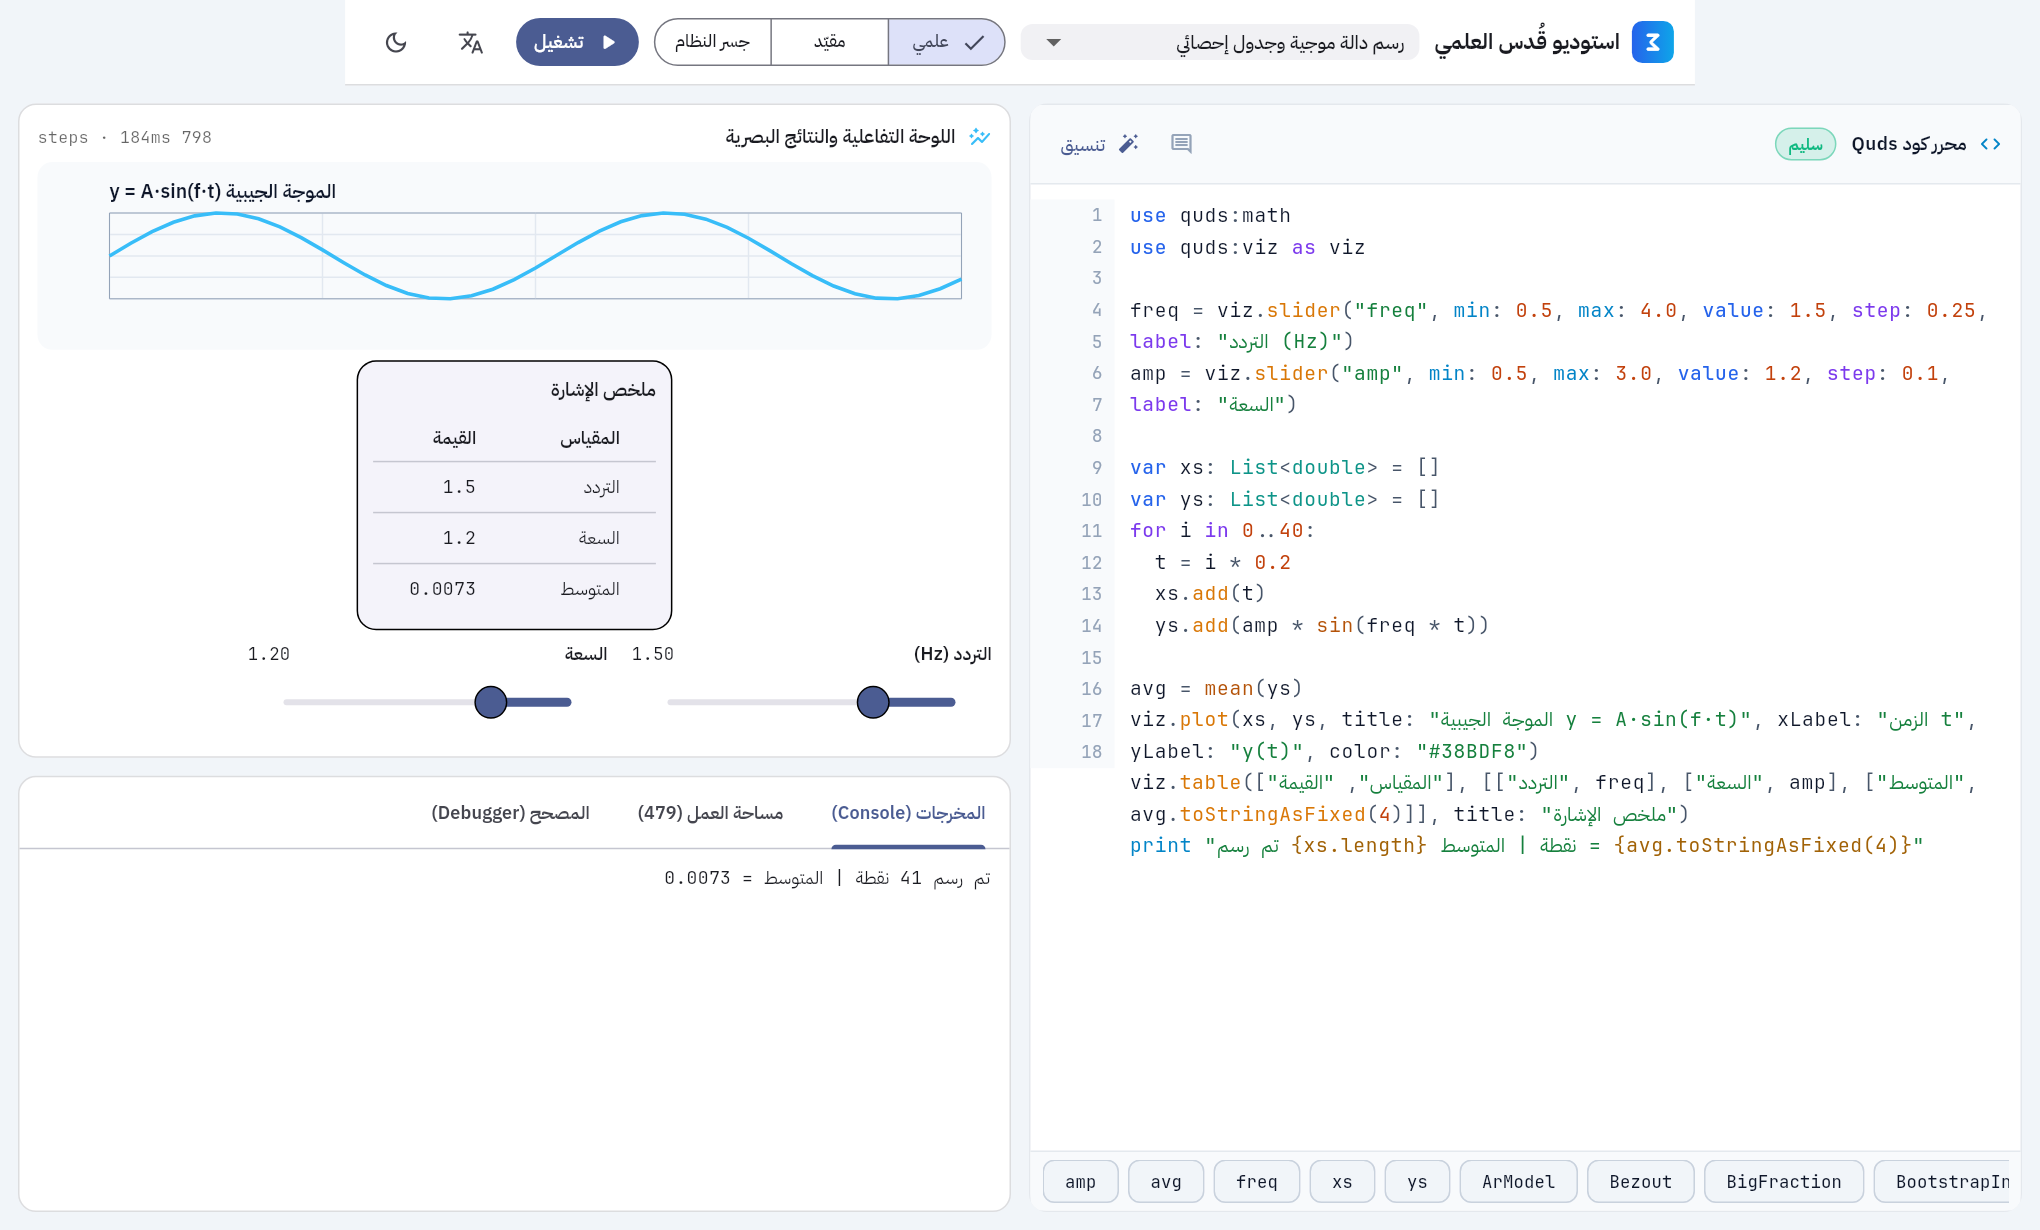 استوديو قُدس العلمي
رسم دالة موجية وجدول إحصائي
علمي
مقيّد
جسر النظام
تشغيل
محرر كود Quds
سليم
تنسيق
1 use quds:math
2 use quds:viz as viz
3
4 freq = viz.slider("freq", min: 0.5, max: 4.0, value: 1.5, step: 0.25,
5 label: "التردد (Hz)")
6 amp = viz.slider("amp", min: 0.5, max: 3.0, value: 1.2, step: 0.1,
7 label: "السعة")
8
9 var xs: List<double> = []
10 var ys: List<double> = []
11 for i in 0..40:
12 t = i * 0.2
13 xs.add(t)
14 ys.add(amp * sin(freq * t))
15
16 avg = mean(ys)
17 viz.plot(xs, ys, title: "الموجة الجيبية y = A·sin(f·t)", xLabel: "الزمن t",
18 yLabel: "y(t)", color: "#38BDF8")
viz.table(["المقياس", "القيمة"], [["التردد", freq], ["السعة", amp], ["المتوسط",
avg.toStringAsFixed(4)]], title: "ملخص الإشارة")
print "تم رسم {xs.length} نقطة | المتوسط = {avg.toStringAsFixed(4)}"
amp
avg
freq
xs
ys
ArModel
Bezout
BigFraction
BootstrapIn
اللوحة التفاعلية والنتائج البصرية
steps · 184ms 798
الموجة الجيبية y = A·sin(f·t)
ملخص الإشارة
المقياس القيمة
التردد 1.5
السعة 1.2
المتوسط 0.0073
التردد (Hz) 1.50
السعة 1.20
المخرجات (Console)
مساحة العمل (479)
المصحح (Debugger)
تم رسم 41 نقطة | المتوسط = 0.0073